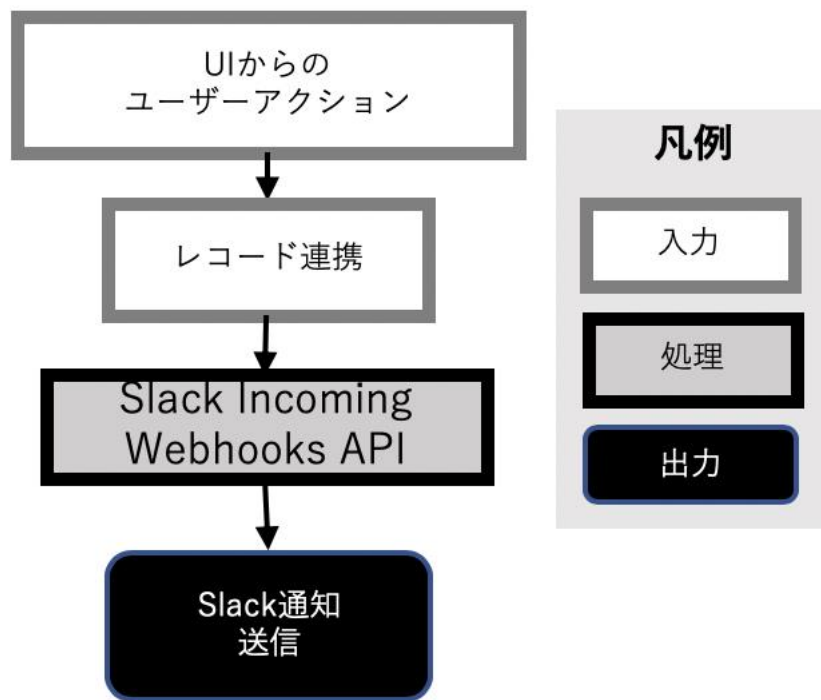 UIからの
ユーザーアクション
レコード連携
Slack Incoming
Webhooks API
Slack通知
送信
凡例
入力
処理
出力